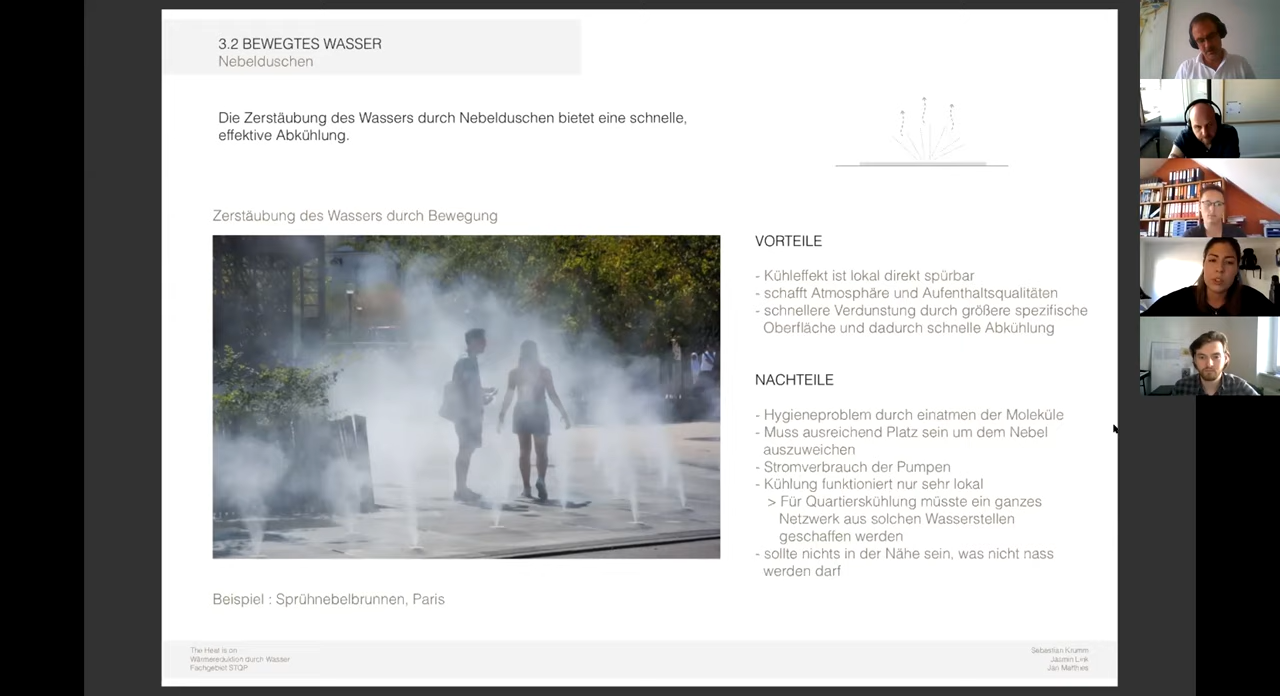 3.2 BEWEGTES WASSER
Nebelduschen
Die Zerstäubung des Wassers durch Nebelduschen bietet eine schnelle,
effektive Abkühlung.
Zerstäubung des Wassers durch Bewegung
VORTEILE
- Kühleffekt ist lokal direkt spürbar
- schafft Atmosphäre und Aufenthaltsqualitäten
- schnellere Verdunstung durch größere spezifische
Oberfläche und dadurch schnelle Abkühlung
NACHTEILE
- Hygieneproblem durch einatmen der Moleküle
- Muss ausreichend Platz sein um dem Nebel
auszuweichen
- Stromverbrauch der Pumpen
- Kühlung funktioniert nur sehr lokal
> Für Quartierskühlung müsste ein ganzes
Netzwerk aus solchen Wasserstellen
geschaffen werden
- sollte nichts in der Nähe sein, was nicht nass
werden darf
Beispiel : Sprühnebelbrunnen, Paris
The Heat is on
Wärmereduktion durch Wasser
Fachgebiet STQP
Sebastian Krumm
Jasmin
Jan Matthies